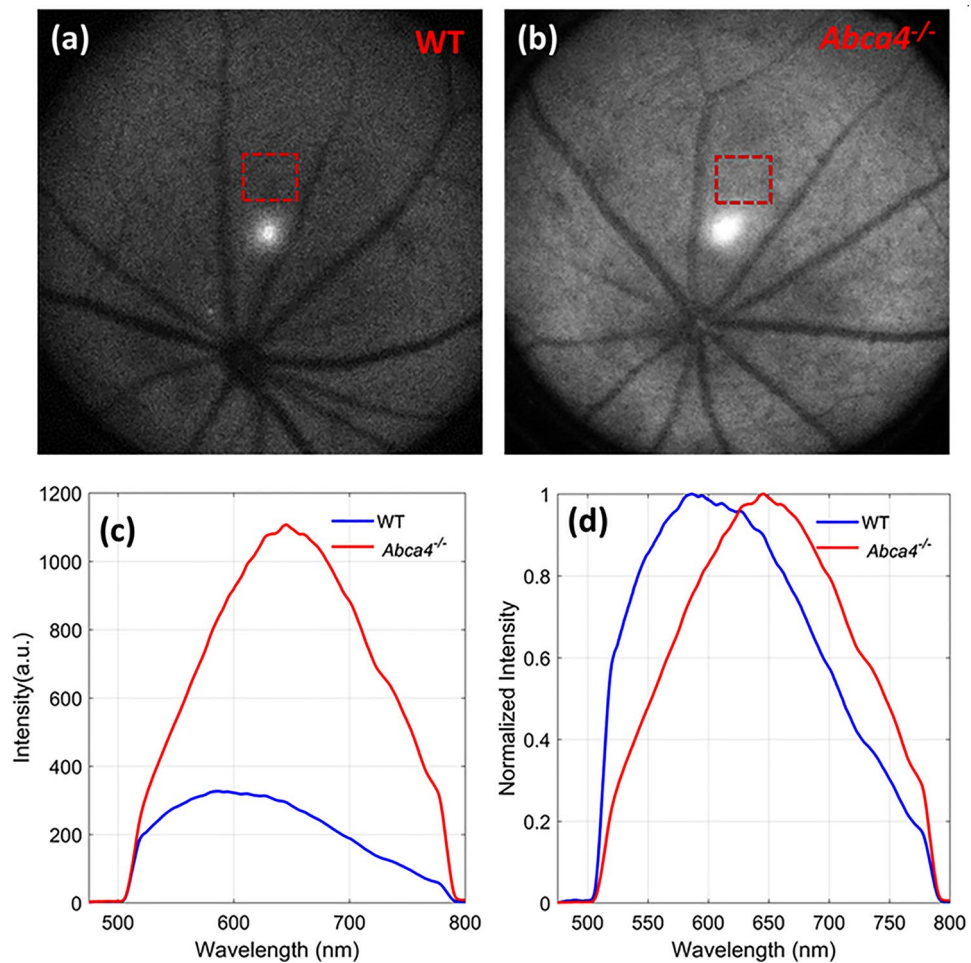 (a) WT
(b) Abca4-/-
(c)
WT
Abca4-/-
1200
1000
800
600
400
200
0
Intensity(a.u.)
500 600 700 800
Wavelength (nm)
(d)
WT
Abca4-/-
1
0.8
0.6
0.4
0.2
0
Normalized Intensity
500 550 600 650 700 750 800
Wavelength (nm)